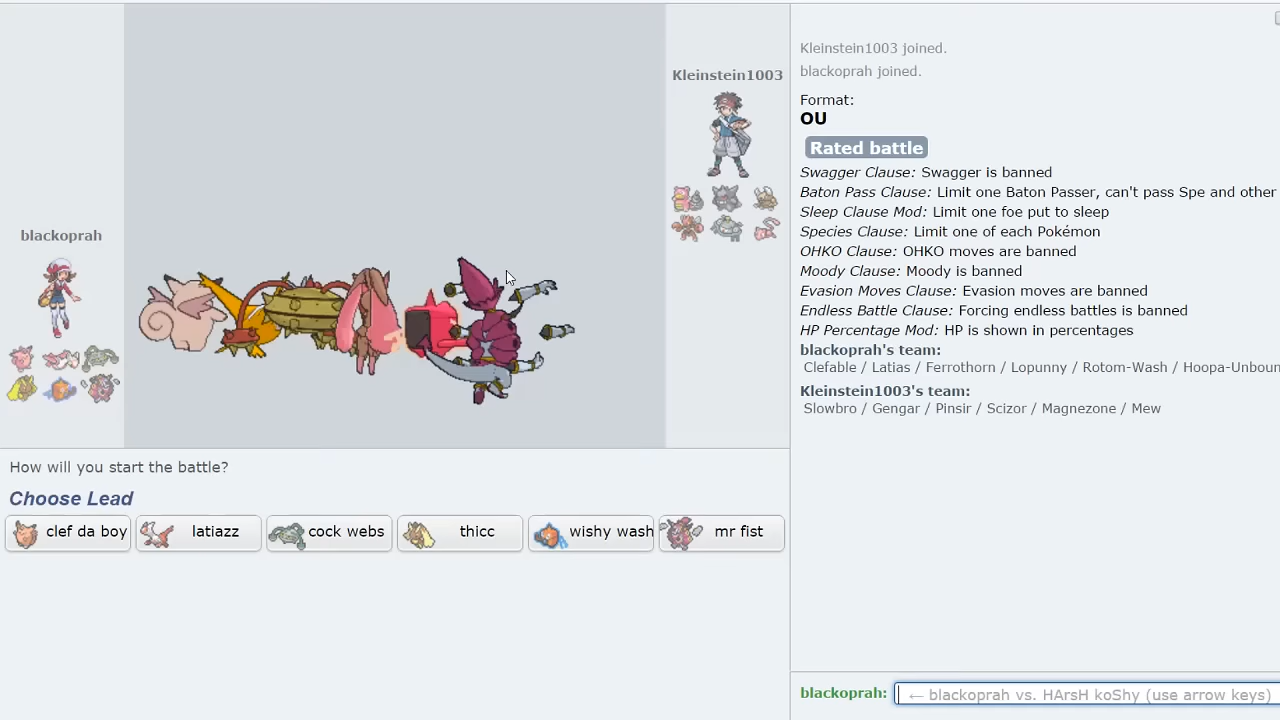 Kleinstein1003
blackoprah
How will you start the battle?
Choose Lead
clef da boy
latiazz
cock webs
thicc
wishy wash
mr fist
Kleinstein1003 joined.
blackoprah joined.
Format:
OU
Rated battle
Swagger Clause: Swagger is banned
Baton Pass Clause: Limit one Baton Passer, can't pass Spe and other
Sleep Clause Mod: Limit one foe put to sleep
Species Clause: Limit one of each Pokémon
OHKO Clause: OHKO moves are banned
Moody Clause: Moody is banned
Evasion Moves Clause: Evasion moves are banned
Endless Battle Clause: Forcing endless battles is banned
HP Percentage Mod: HP is shown in percentages
blackoprah's team:
Clefable / Latias / Ferrothorn / Lopunny / Rotom-Wash / Hoopa-Unboun
Kleinstein1003's team:
Slowbro / Gengar / Pinsir / Scizor / Magnezone / Mew
blackoprah: ← blackoprah vs. HArsH koShy (use arrow keys)